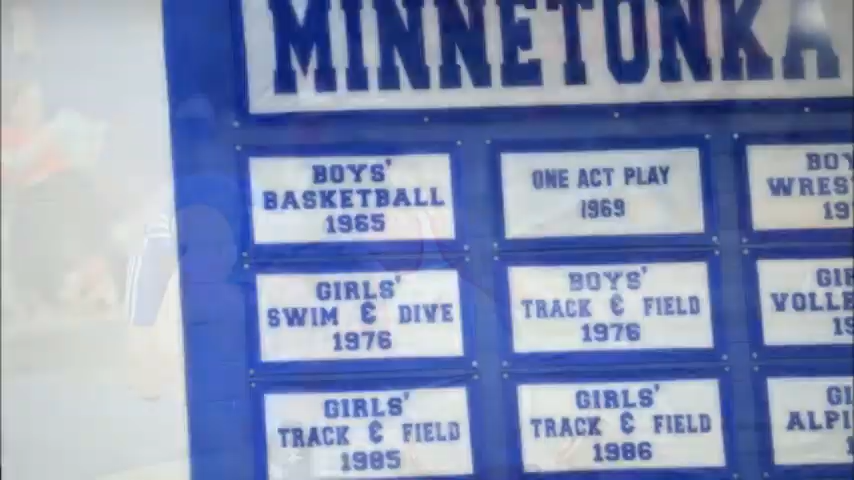 MINNETONKA
BOYS'
BASKETBALL
1965
ONE ACT PLAY
1969
GIRLS'
SWIM & DIVE
1976
BOYS'
TRACK & FIELD
1976
GIRLS'
TRACK & FIELD
1985
GIRLS'
TRACK & FIELD
1986